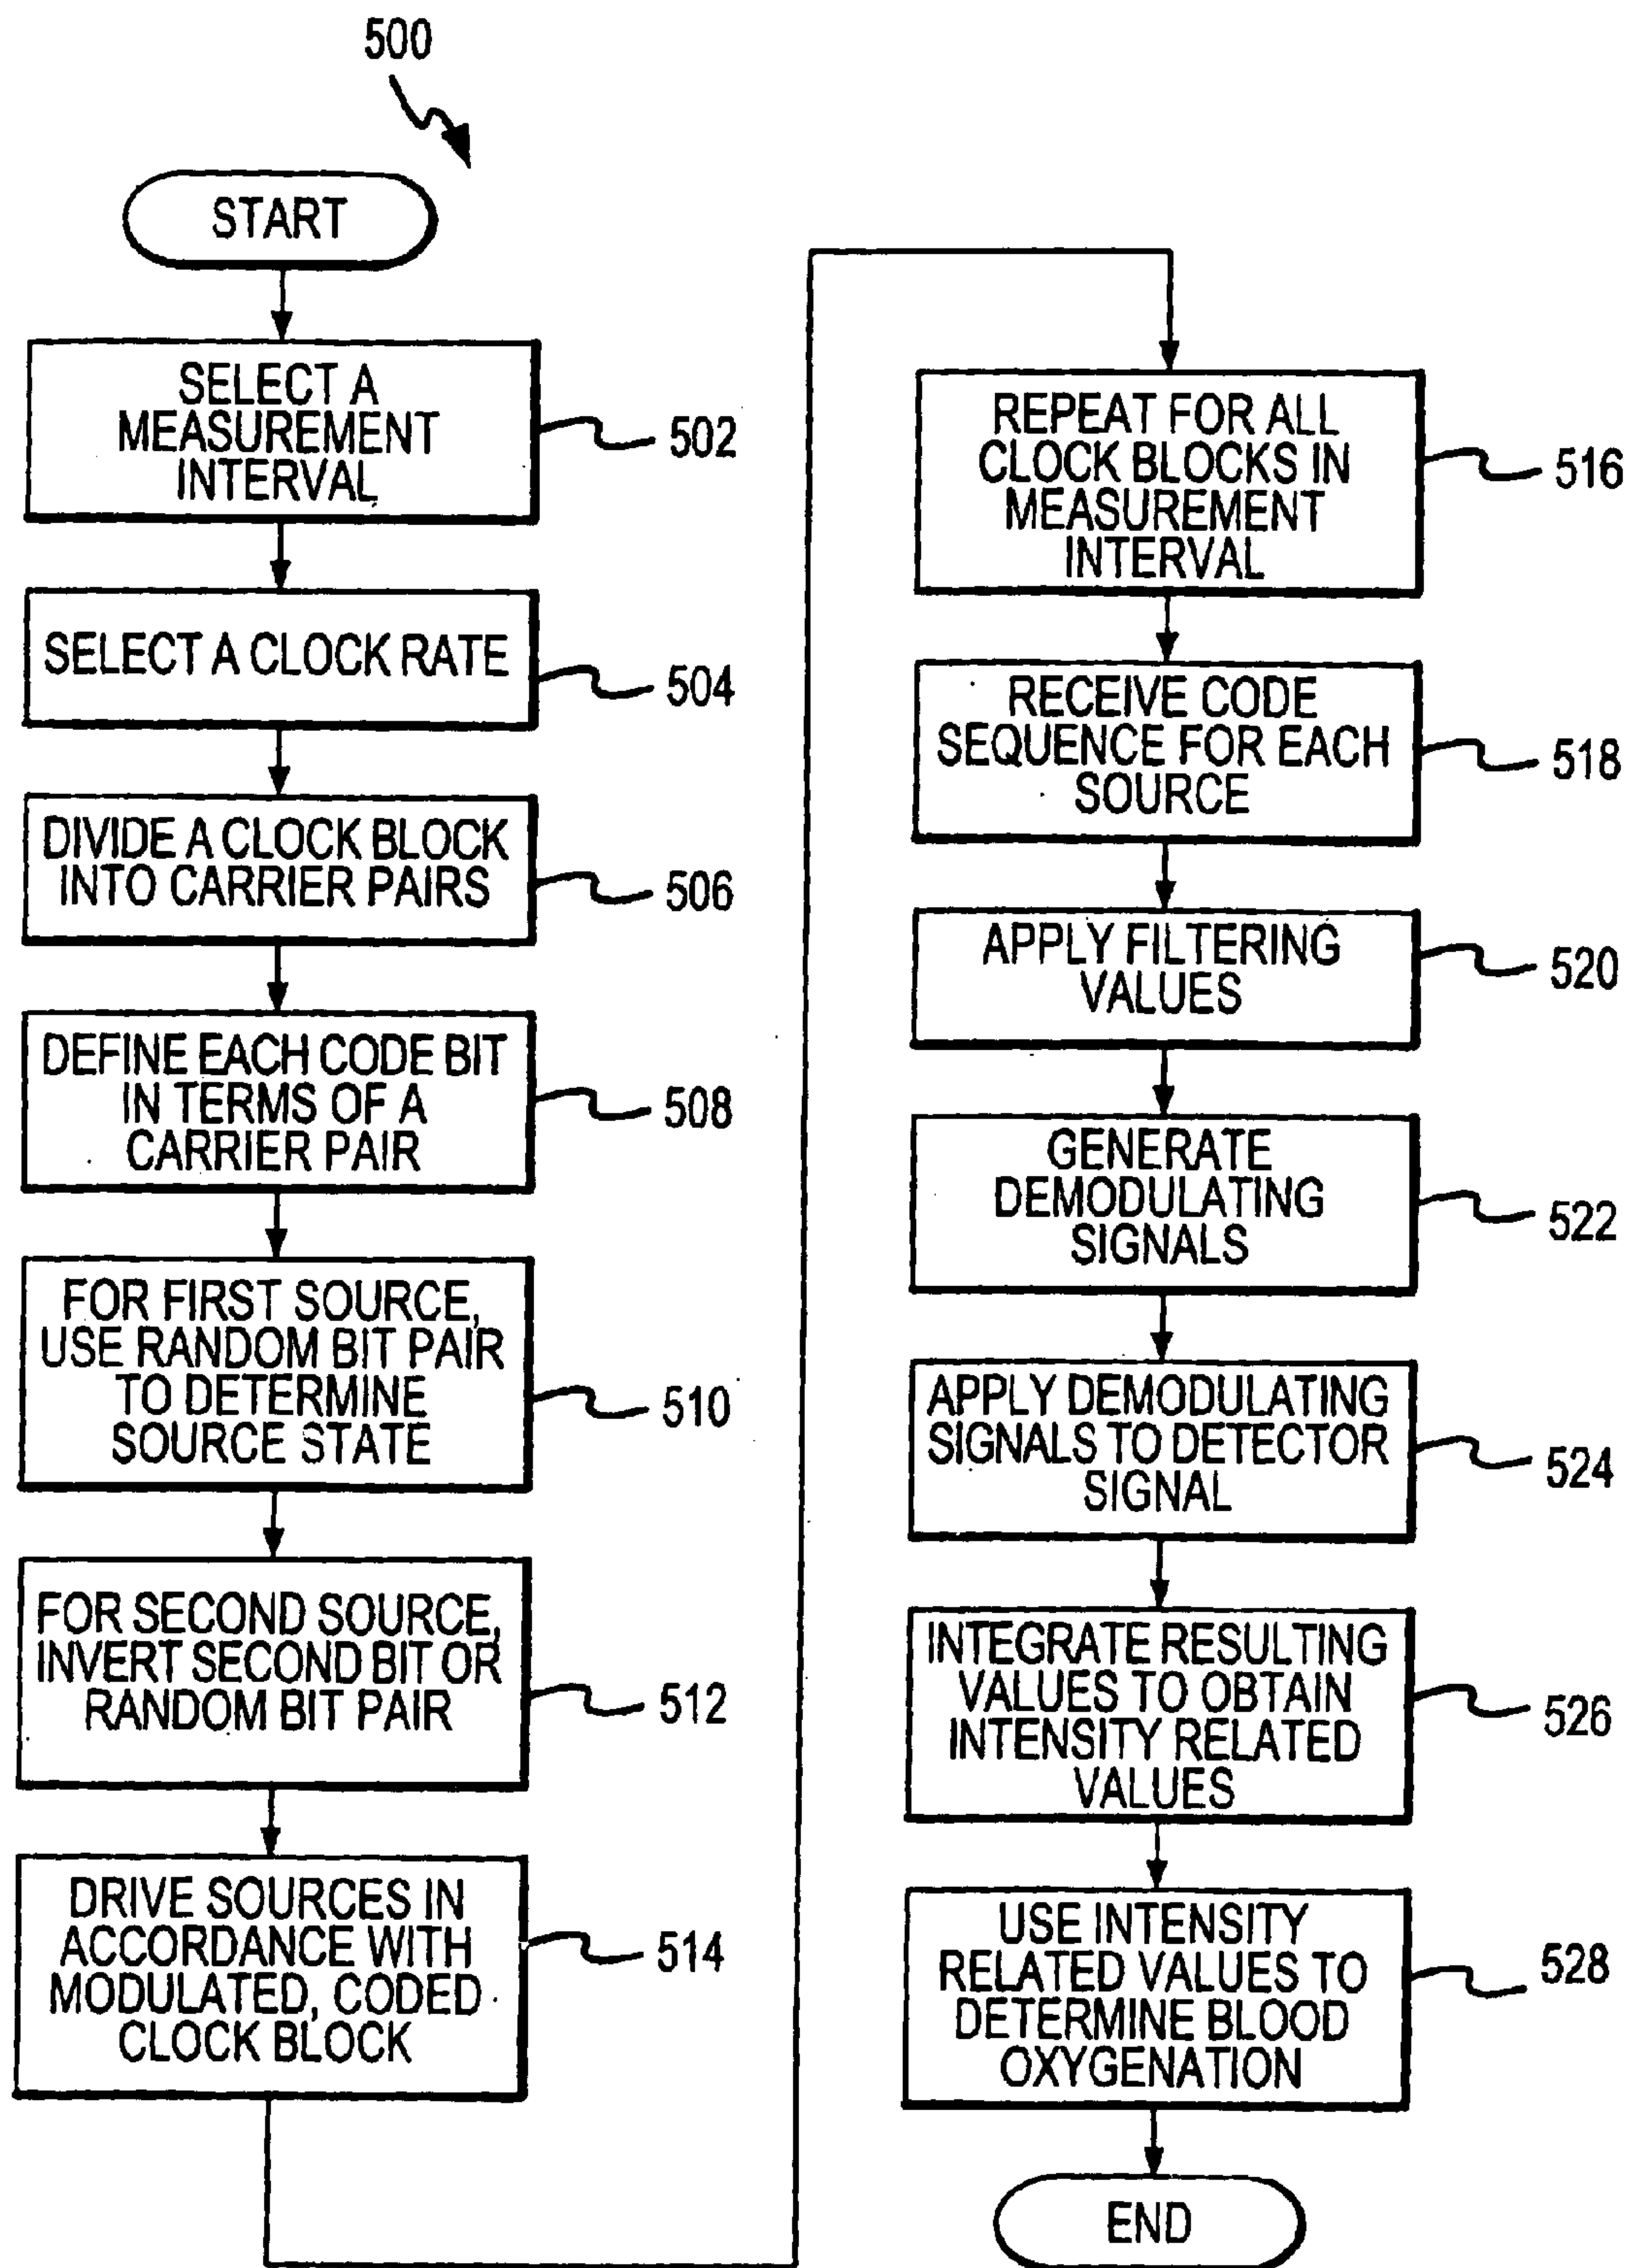 500
START
SELECT A
MEASUREMENT
INTERVAL
502
SELECT A CLOCK RATE
504
DIVIDE A CLOCK BLOCK
INTO CARRIER PAIRS
506
DEFINE EACH CODE BIT
IN TERMS OF A
CARRIER PAIR
508
FOR FIRST SOURCE,
USE RANDOM BIT PAIR
TO DETERMINE
SOURCE STATE
510
FOR SECOND SOURCE,
INVERT SECOND BIT OR
RANDOM BIT PAIR
512
DRIVE SOURCES IN
ACCORDANCE WITH
MODULATED, CODED
CLOCK BLOCK
514
REPEAT FOR ALL
CLOCK BLOCKS IN
MEASUREMENT
INTERVAL
516
RECEIVE CODE
SEQUENCE FOR EACH
SOURCE
518
APPLY FILTERING
VALUES
520
GENERATE
DEMODULATING
SIGNALS
522
APPLY DEMODULATING
SIGNALS TO DETECTOR
SIGNAL
524
INTEGRATE RESULTING
VALUES TO OBTAIN
INTENSITY RELATED
VALUES
526
USE INTENSITY
RELATED VALUES TO
DETERMINE BLOOD
OXYGENATION
528
END